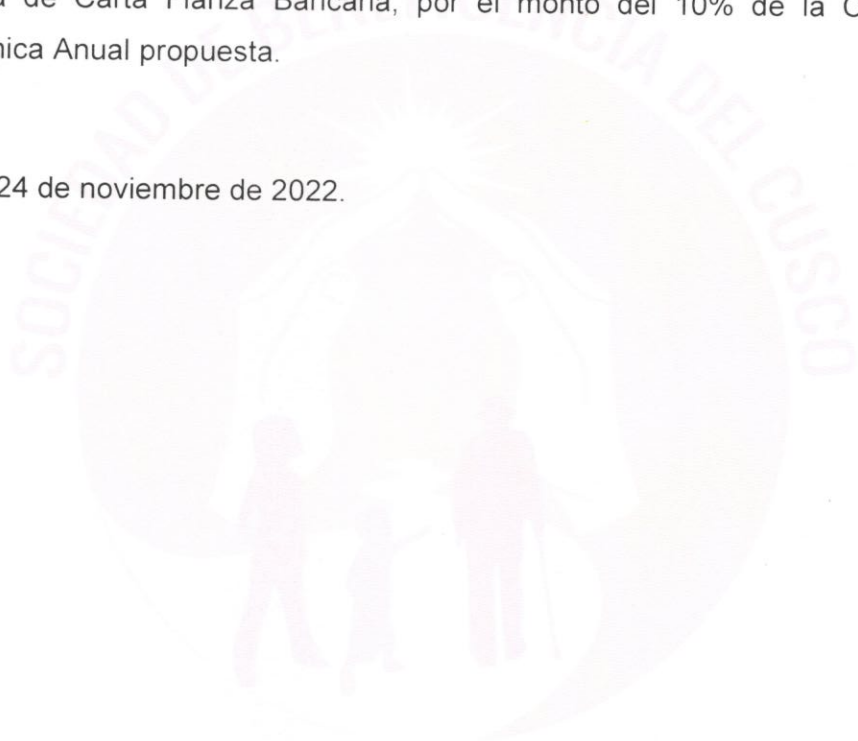 de Carta Fianza Bancaria, por el monto del 10% de la
Anual propuesta.
24 de noviembre de 2022.
SOCIEDAD DE BENEFICENCIA DEL CUSCO